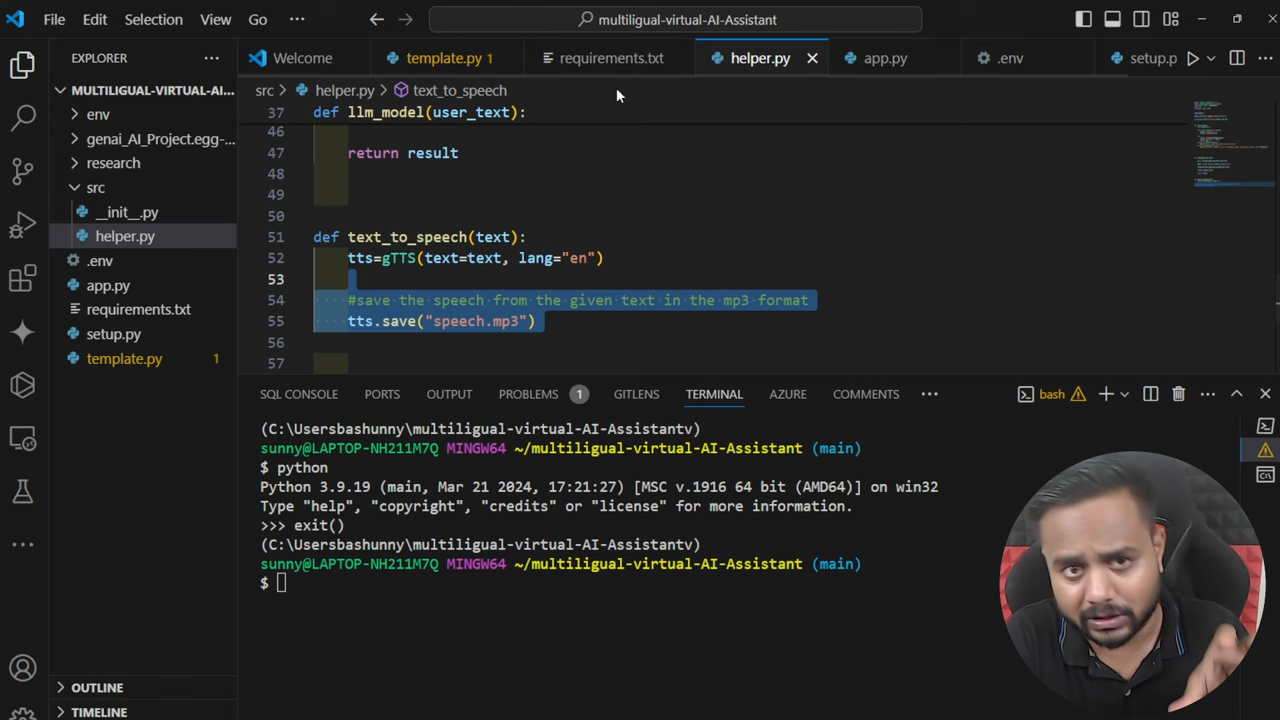 File Edit Selection View Go ··· multiligual-virtual-AI-Assistant
EXPLORER ···
MULTILIGUAL-VIRTUAL-AI-...
env
genai_AI_Project.egg-...
research
src
__init__.py
helper.py
.env
app.py
requirements.txt
setup.py
template.py 1
OUTLINE
TIMELINE
Welcome template.py 1 requirements.txt helper.py app.py .env setup.p
src > helper.py > text_to_speech
37 def llm_model(user_text):
46
47 return result
48
49
50
51 def text_to_speech(text):
52 tts=gTTS(text=text, lang="en")
53
54 #save the speech from the given text in the mp3 format
55 tts.save("speech.mp3")
56
57
SQL CONSOLE PORTS OUTPUT PROBLEMS 1 GITLENS TERMINAL AZURE COMMENTS ··· bash
(C:\Usersbashunny\multiligual-virtual-AI-Assistantv)
sunny@LAPTOP-NH211M7Q MINGW64 ~/multiligual-virtual-AI-Assistant (main)
$ python
Python 3.9.19 (main, Mar 21 2024, 17:21:27) [MSC v.1916 64 bit (AMD64)] on win32
Type "help", "copyright", "credits" or "license" for more information.
>>> exit()
(C:\Usersbashunny\multiligual-virtual-AI-Assistantv)
sunny@LAPTOP-NH211M7Q MINGW64 ~/multiligual-virtual-AI-Assistant (main)
$